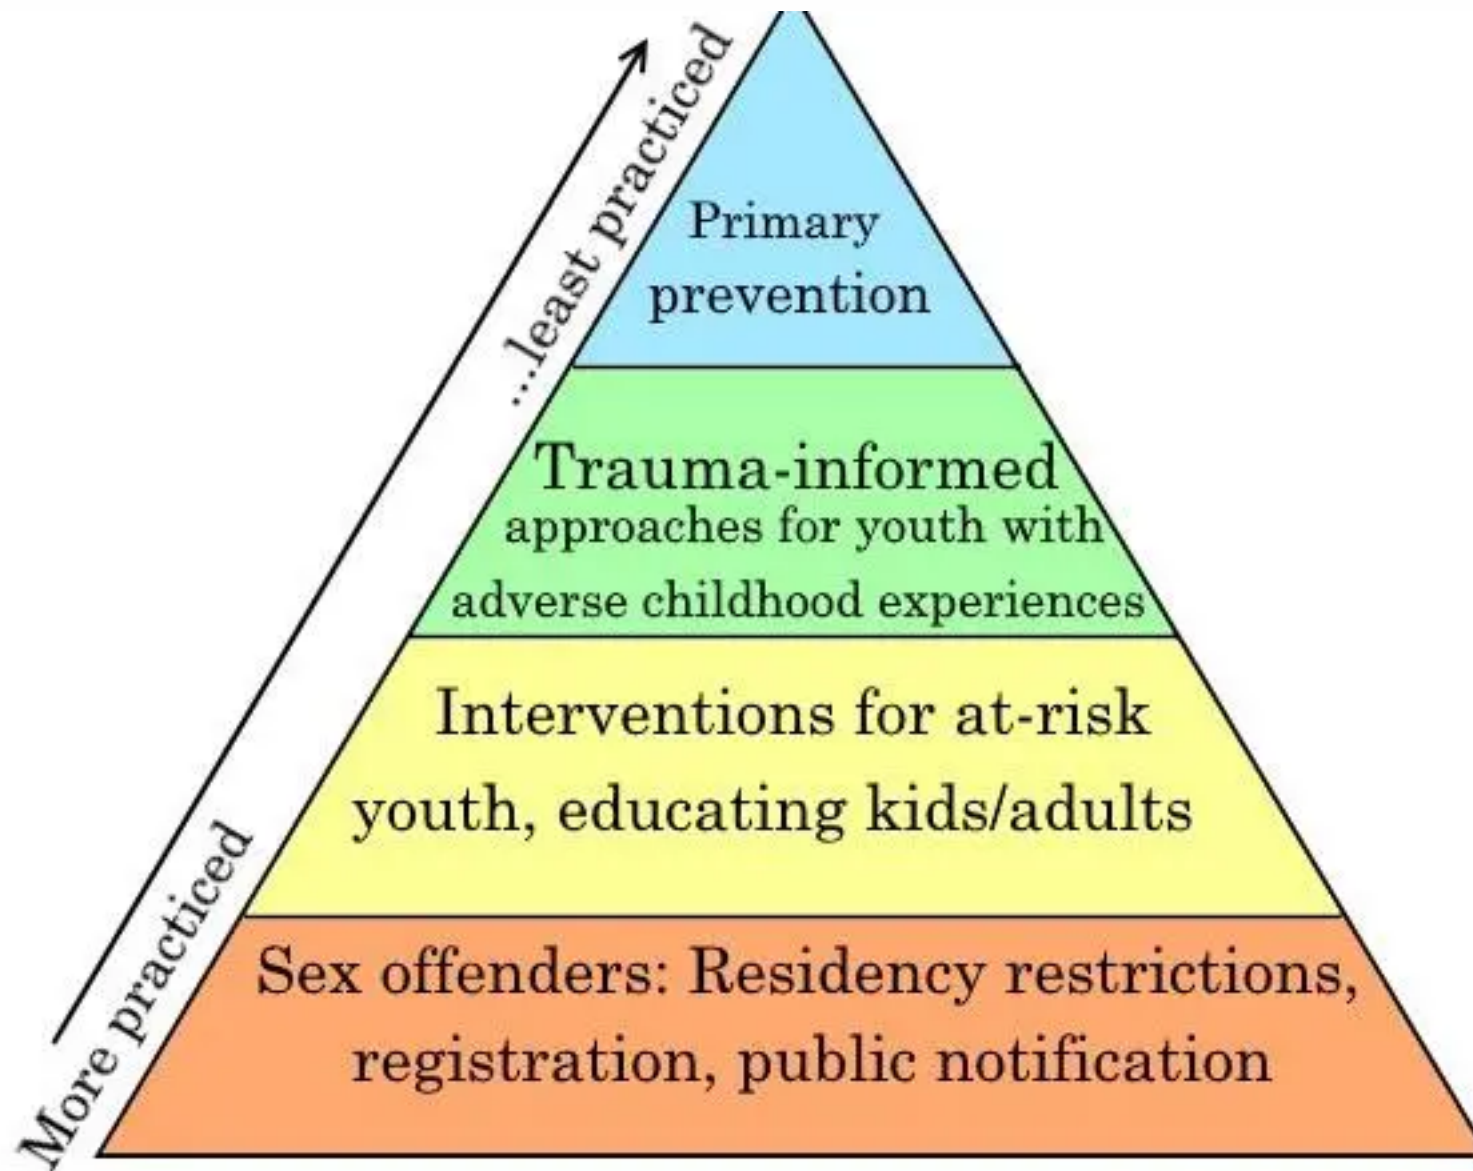 ...least practiced
Primary
prevention
Trauma-informed
approaches for youth with
adverse childhood experiences
Interventions for at-risk
youth, educating kids/adults
More practiced
Sex offenders: Residency restrictions,
registration, public notification